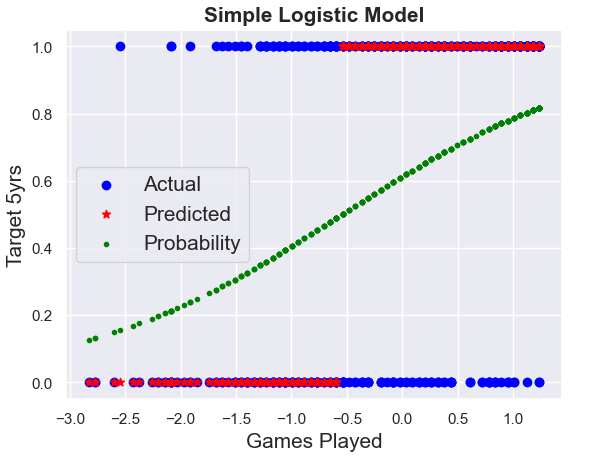 Simple Logistic Model
Target 5yrs
1.0
0.8
0.6
0.4
0.2
0.0
Actual
Predicted
Probability
−3.0 −2.5 −2.0 −1.5 −1.0 −0.5 0.0 0.5 1.0
Games Played